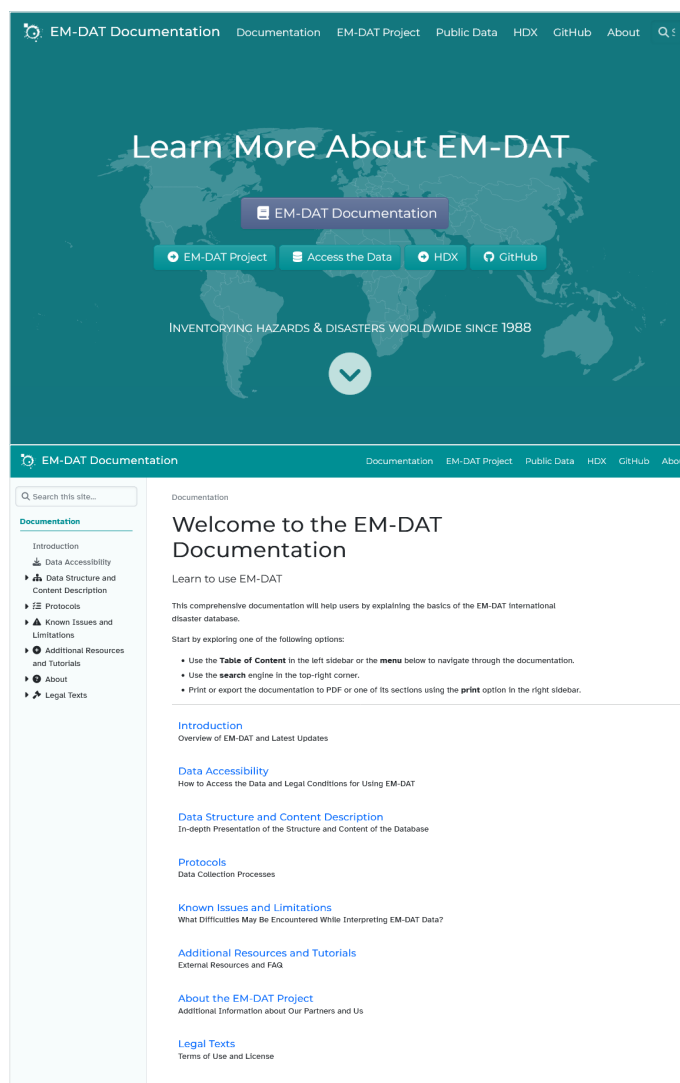 EM-DAT Documentation Documentation EM-DAT Project Public Data HDX GitHub About
Learn More About EM-DAT
EM-DAT Documentation
EM-DAT Project Access the Data HDX GitHub
INVENTORYING HAZARDS & DISASTERS WORLDWIDE SINCE 1988
EM-DAT Documentation Documentation EM-DAT Project Public Data HDX GitHub
Search this site...
Documentation
Introduction
Data Accessibility
Data Structure and
Content Description
Protocols
Known Issues and
Limitations
Additional Resources
and Tutorials
About
Legal Texts
Documentation
Welcome to the EM-DAT
Documentation
Learn to use EM-DAT
This comprehensive documentation will help users by explaining the basics of the EM-DAT international
disaster database.
Start by exploring one of the following options:
• Use the Table of Content in the left sidebar or the menu below to navigate through the documentation.
• Use the search engine in the top-right corner.
• Print or export the documentation to PDF or one of its sections using the print option in the right sidebar.
Introduction
Overview of EM-DAT and Latest Updates
Data Accessibility
How to Access the Data and Legal Conditions for Using EM-DAT
Data Structure and Content Description
In-depth Presentation of the Structure and Content of the Database
Protocols
Data Collection Processes
Known Issues and Limitations
What Difficulties May Be Encountered While Interpreting EM-DAT Data?
Additional Resources and Tutorials
External Resources and FAQ
About the EM-DAT Project
Additional Information about Our Partners and Us
Legal Texts
Terms of Use and License